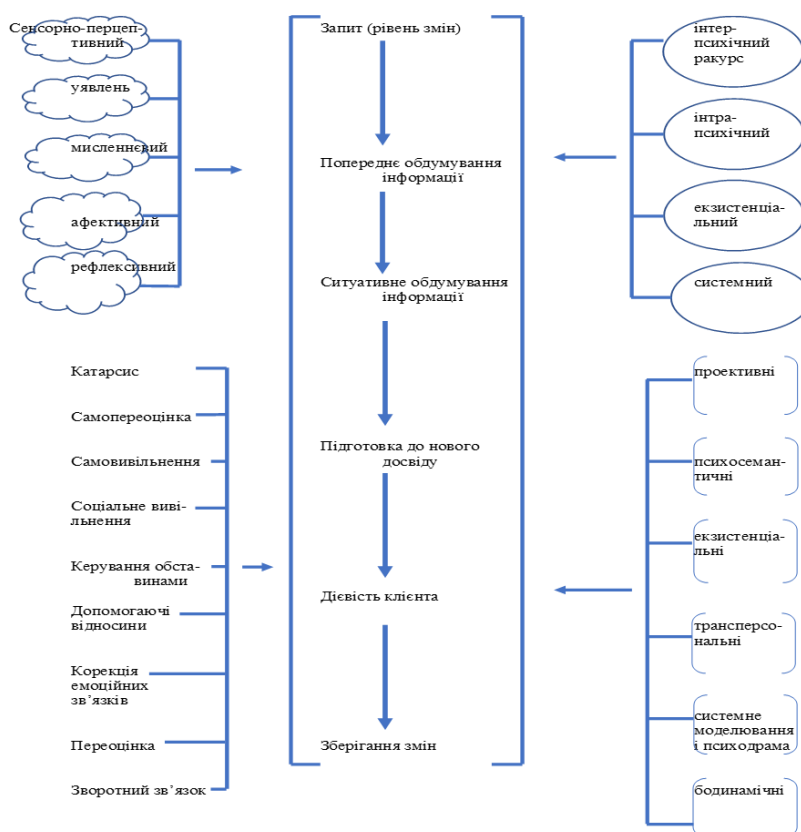 Сенсорно-перцеп-
тивний
уявлень
мисленнєвий
афективний
рефлексивний
Катарсис
Самопереоцінка
Самовивільнення
Соціальне виві-
льнення
Керування обста-
винами
Допомогаючі
відносини
Корекція
емоційних
зв’язків
Переоцінка
Зворотний зв’язок
Запит (рівень змін)
Попереднє обдумування
інформації
Ситуативне обдумування
інформації
Підготовка до нового
досвіду
Дієвість клієнта
Зберігання змін
інтер-
психічний
ракурс
інтра-
психічний
екзистенціа-
льний
системний
проективні
психосеман-
тичні
екзистенціа-
льні
трансперсо-
нальні
системне
моделювання
і психодрама
бодинамічні